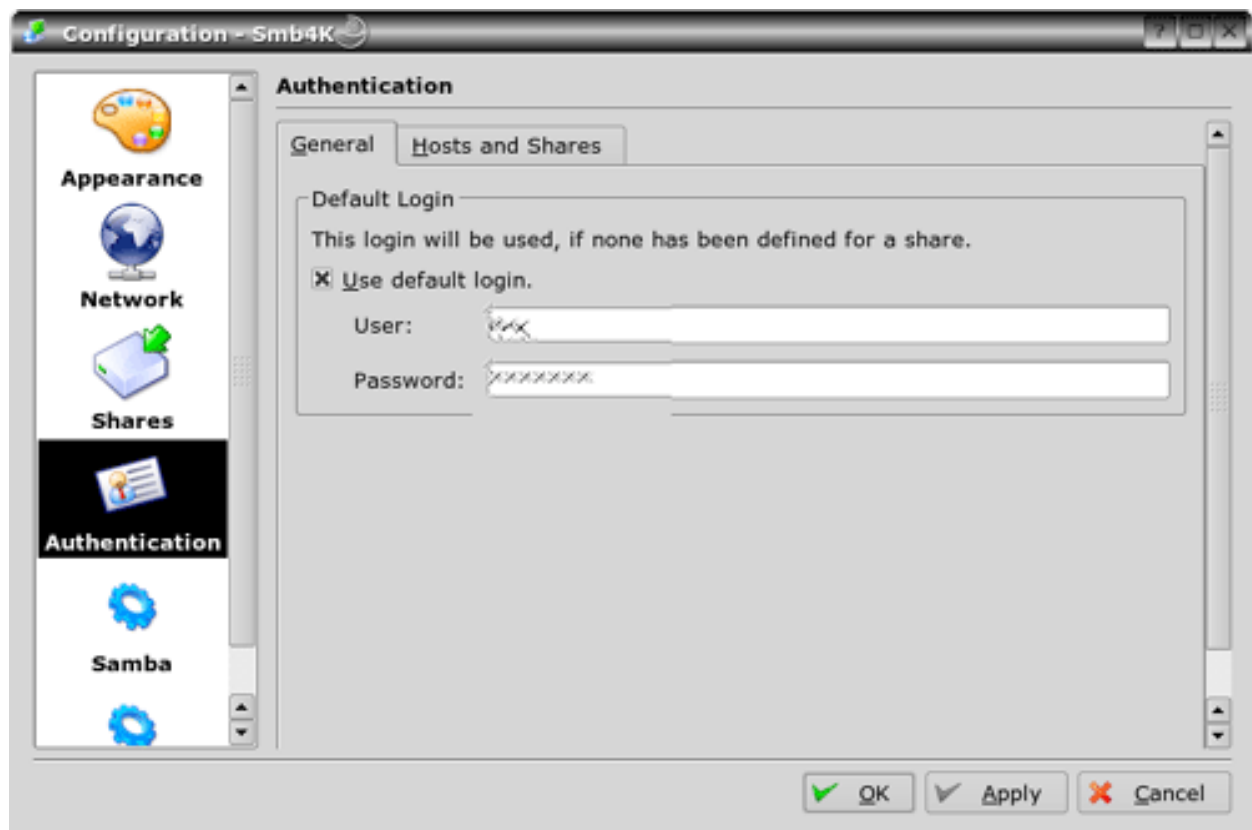 Configuration - Smb4K
Appearance
Network
Shares
Authentication
Samba
Authentication
General
Hosts and Shares
Default Login
This login will be used, if none has been defined for a share.
Use default login.
User:
Password:
xxxxxxx
OK
Apply
Cancel